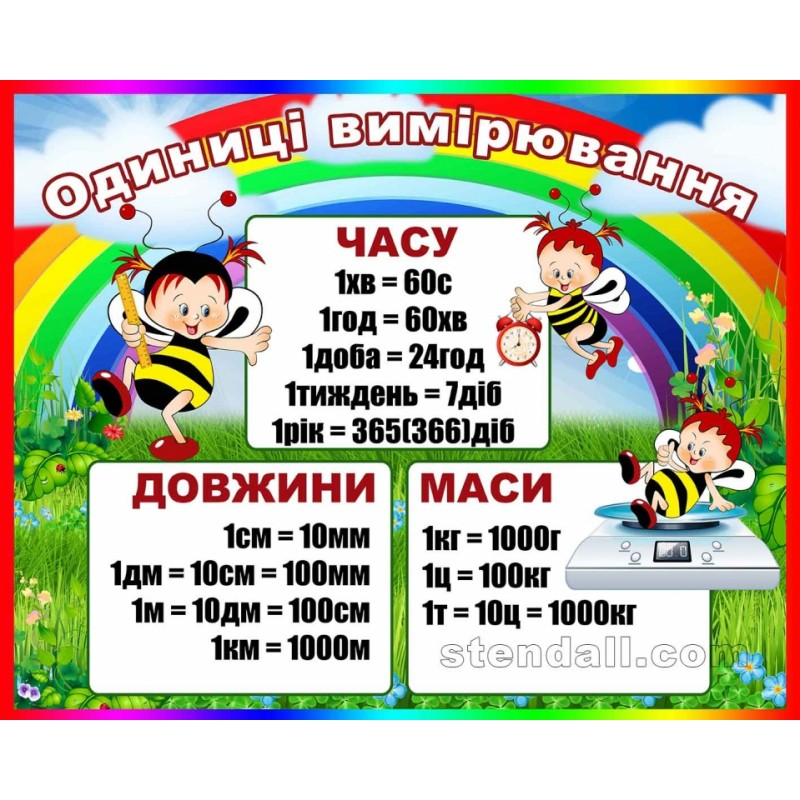 Одиниці вимірювання
ЧАСУ
1хв = 60с
1год = 60хв
1доба = 24год
1тиждень = 7діб
1рік = 365(366)діб
ДОВЖИНИ
1см = 10мм
1дм = 10см = 100мм
1м = 10дм = 100см
1км = 1000м
МАСИ
1кг = 1000г
1ц = 100кг
1т = 10ц = 1000кг
stendall.com